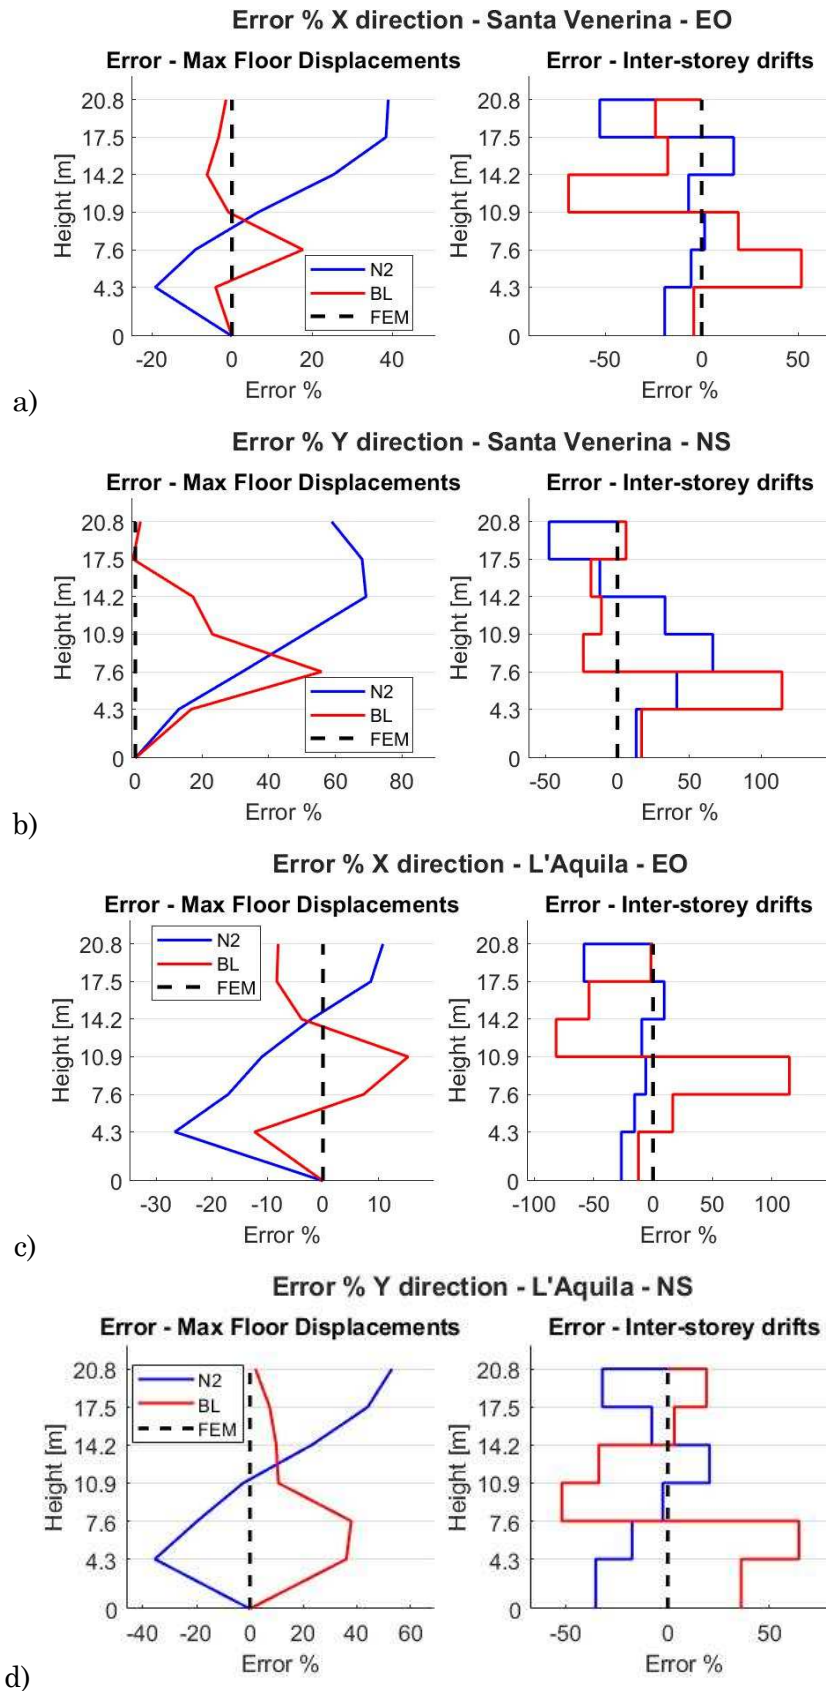 Error % X direction - Santa Venerina - EO
Error - Max Floor Displacements
Error - Inter-storey drifts
Height [m]
20.8
17.5
14.2
10.9
7.6
4.3
0
N2
BL
FEM
-20 0 20 40
Error %
Height [m]
20.8
17.5
14.2
10.9
7.6
4.3
0
-50 0 50
Error %
a)
Error % Y direction - Santa Venerina - NS
Error - Max Floor Displacements
Error - Inter-storey drifts
Height [m]
20.8
17.5
14.2
10.9
7.6
4.3
0
N2
BL
FEM
0 20 40 60 80
Error %
Height [m]
20.8
17.5
14.2
10.9
7.6
4.3
0
-50 0 50 100
Error %
b)
Error % X direction - L'Aquila - EO
Error - Max Floor Displacements
Error - Inter-storey drifts
Height [m]
20.8
17.5
14.2
10.9
7.6
4.3
0
N2
BL
FEM
-30 -20 -10 0 10
Error %
Height [m]
20.8
17.5
14.2
10.9
7.6
4.3
0
-100 -50 0 50 100
Error %
c)
Error % Y direction - L'Aquila - NS
Error - Max Floor Displacements
Error - Inter-storey drifts
Height [m]
20.8
17.5
14.2
10.9
7.6
4.3
0
N2
BL
FEM
-40 -20 0 20 40 60
Error %
Height [m]
20.8
17.5
14.2
10.9
7.6
4.3
0
-50 0 50
Error %
d)